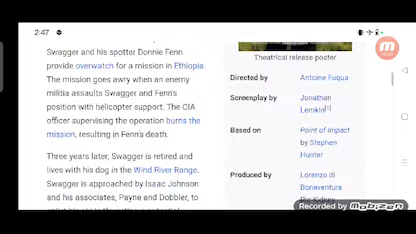 2:47
Swagger and his spotter Donnie Fenn
provide overwatch for a mission in Ethiopia.
The mission goes awry when an enemy
militia assaults Swagger and Fenn's
position with helicopter support. The CIA
officer supervising the operation burns the
mission, resulting in Fenn's death.
Three years later, Swagger is retired and
lives with his dog in the Wind River Range.
Swagger is approached by Isaac Johnson
and his associates, Payne and Dobbler, to
Theatrical release poster
Directed by Antoine Fuqua
Screenplay by Jonathan
Lemkin[1]
Based on Point of Impact
by Stephen
Hunter
Produced by Lorenzo di
Bonaventura
Recorded by Mobizen